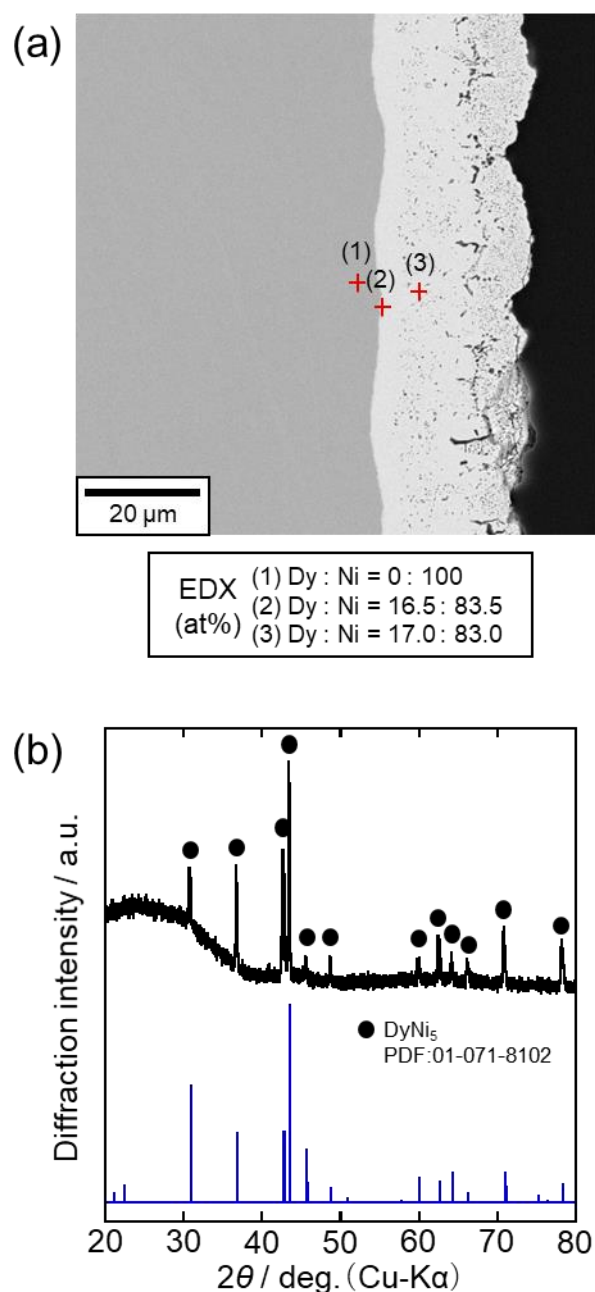 (a)
(1)
(2)
(3)
20 μm
EDX
(at%)
(1) Dy : Ni = 0 : 100
(2) Dy : Ni = 16.5 : 83.5
(3) Dy : Ni = 17.0 : 83.0
(b)
Diffraction intensity / a.u.
DyNi₅
PDF:01-071-8102
20 30 40 50 60 70 80
2θ / deg. (Cu-Kα)